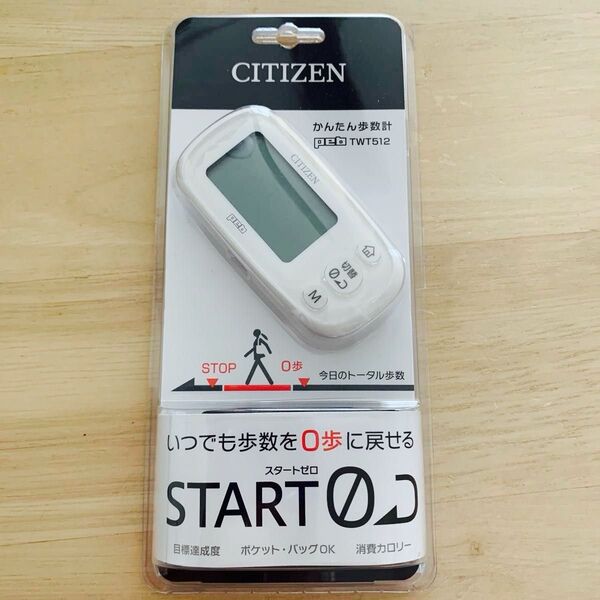 CITIZEN
かんたん歩数計
peb TWT512
CITIZEN
peb
切替
0
M
STOP 0歩
今日のトータル歩数
いつでも歩数を0歩に戻せる
スタートゼロ
START 0
目標達成度 ポケット・バッグOK 消費カロリー